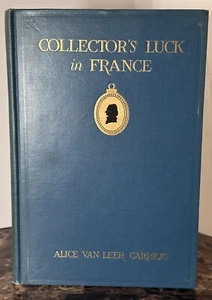 COLLECTOR'S LUCK
in FRANCE
ALICE VAN LEER CARRICK